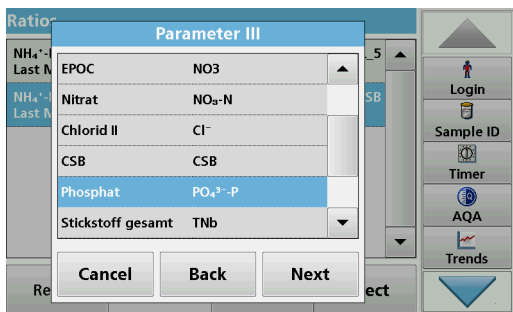 Ratios
Parameter III
NH₄⁺-
_5
Last M
NH₄⁺-
SB
Last M
EPOC NO3
Nitrat NO₃-N
Chlorid II Cl⁻
CSB CSB
Phosphat PO₄³⁻-P
Stickstoff gesamt TNb
Cancel Back Next
Re
ect
Login
Sample ID
Timer
AQA
Trends